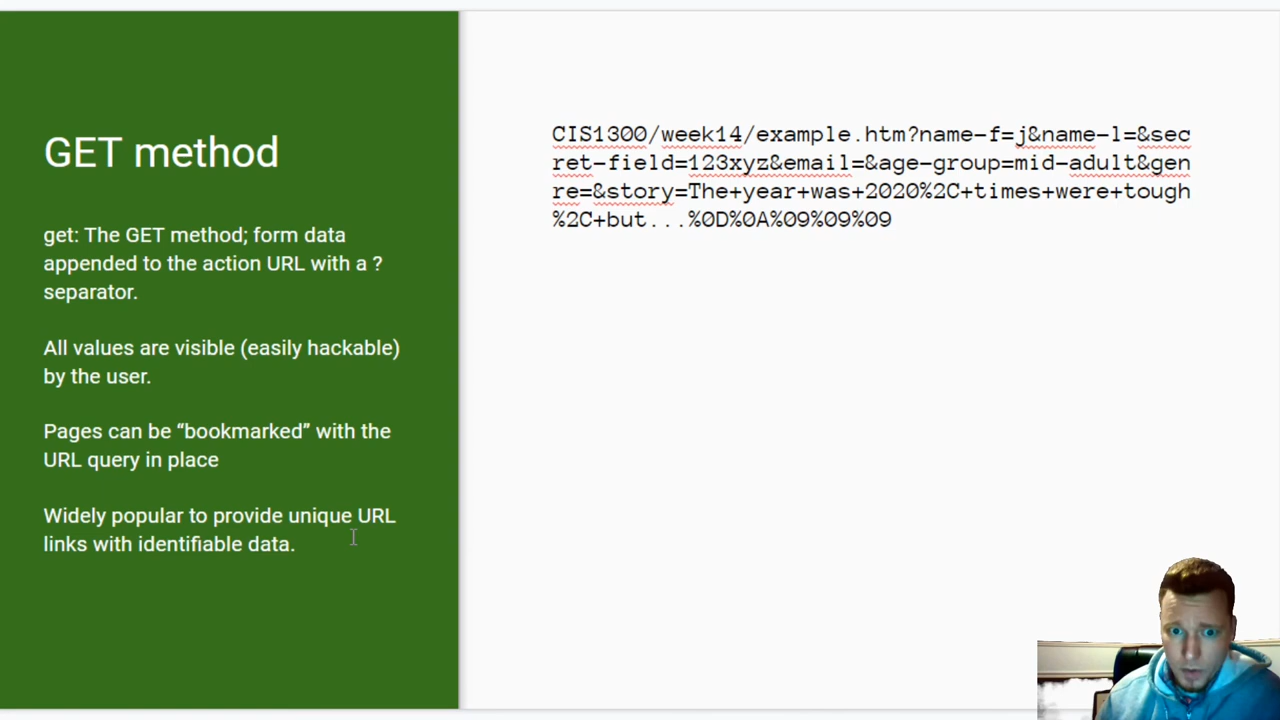 GET method
get: The GET method; form data
appended to the action URL with a ?
separator.
All values are visible (easily hackable)
by the user.
Pages can be “bookmarked” with the
URL query in place
Widely popular to provide unique URL
links with identifiable data.
CIS1300/week14/example.htm?name-f=j&name-l=&sec
ret-field=123xyz&email=&age-group=mid-adult&gen
re=&story=The+year+was+2020%2C+times+were+tough
%2C+but...%0D%0A%09%09%09